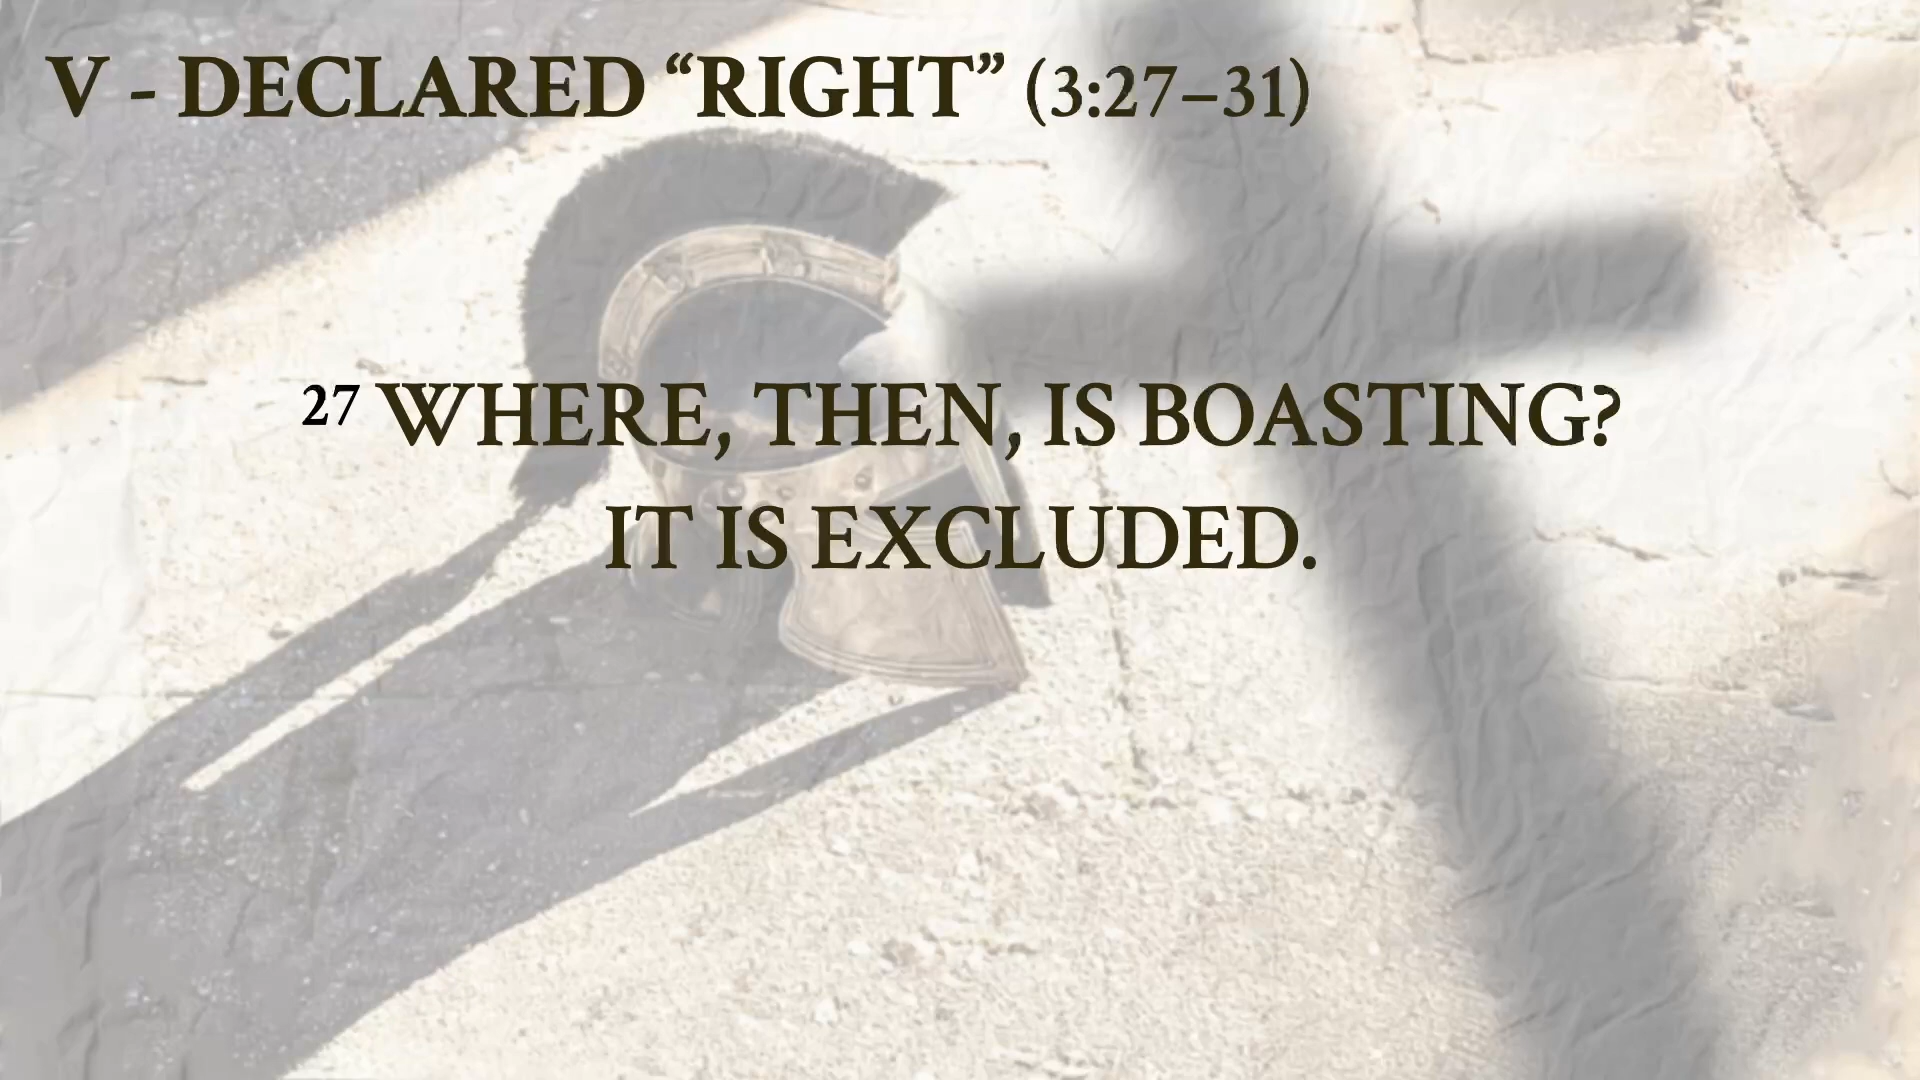 V - DECLARED “RIGHT” (3:27–31)
27 WHERE, THEN, IS BOASTING?
IT IS EXCLUDED.